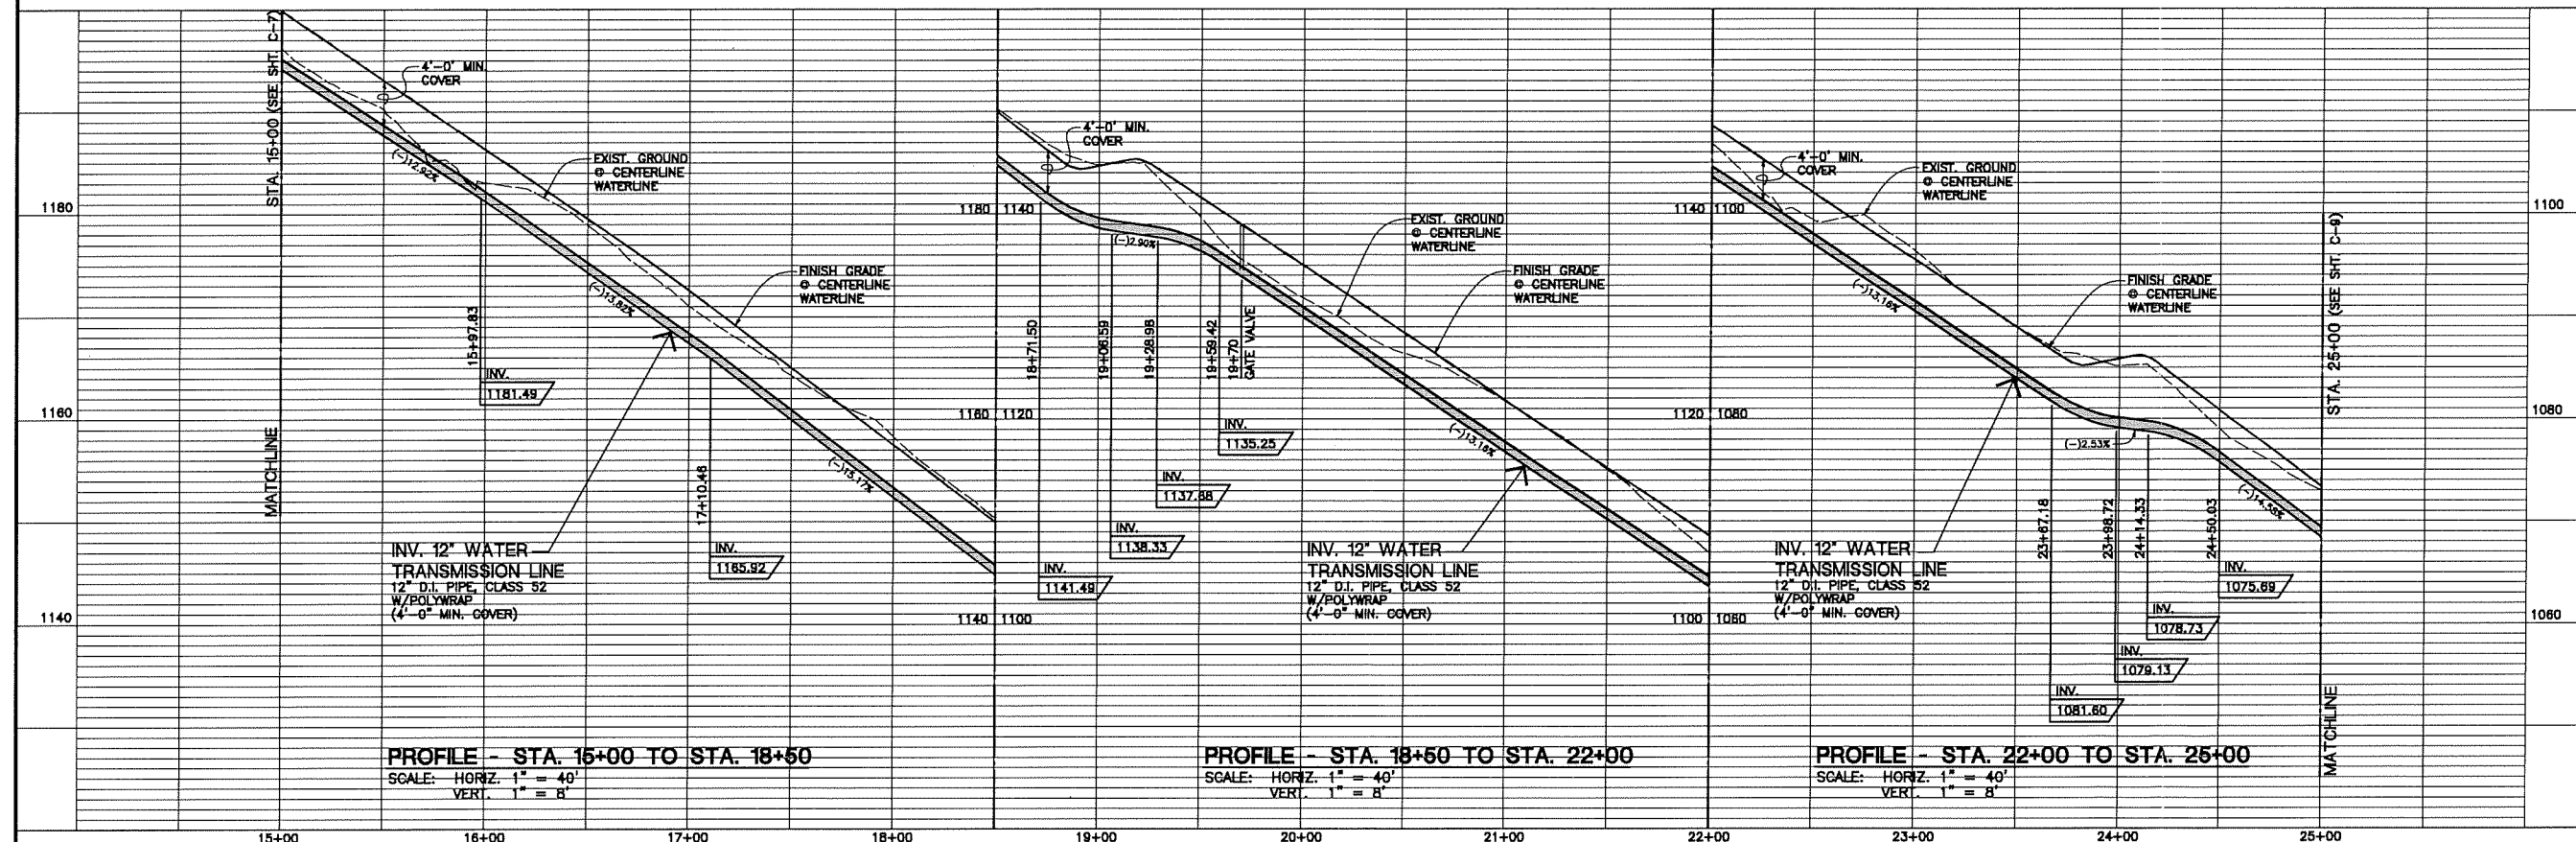 STA. 15+00 (SEE SHT. C-7)
MATCHLINE
4'-0" MIN.
COVER
(-)12.92%
EXIST. GROUND
@ CENTERLINE
WATERLINE
(-)13.82%
FINISH GRADE
@ CENTERLINE
WATERLINE
15+97.83
INV.
1181.49
17+10.46
INV.
1165.92
(-)15.17%
INV. 12" WATER
TRANSMISSION LINE
12" D.I. PIPE, CLASS 52
W/POLYWRAP
(4'-0" MIN. COVER)
1180
1160
1140
PROFILE - STA. 15+00 TO STA. 18+50
SCALE: HORIZ. 1" = 40'
VERT. 1" = 8'
1180 1140
1160 1120
1140 1100
4'-0" MIN.
COVER
(-)2.90%
18+71.50
19+06.59
19+28.98
19+59.42
19+70
GATE VALVE
EXIST. GROUND
@ CENTERLINE
WATERLINE
FINISH GRADE
@ CENTERLINE
WATERLINE
INV.
1135.25
INV.
1137.68
INV.
1138.33
INV.
1141.49
(-)13.16%
INV. 12" WATER
TRANSMISSION LINE
12" D.I. PIPE, CLASS 52
W/POLYWRAP
(4'-0" MIN. COVER)
PROFILE - STA. 18+50 TO STA. 22+00
SCALE: HORIZ. 1" = 40'
VERT. 1" = 8'
1140 1100
1120 1080
1100 1060
4'-0" MIN.
COVER
EXIST. GROUND
@ CENTERLINE
WATERLINE
(-)13.16%
FINISH GRADE
@ CENTERLINE
WATERLINE
(-)2.53%
23+67.18
23+98.72
24+14.33
24+50.03
(-)14.55%
INV.
1075.69
INV.
1078.73
INV.
1079.13
INV.
1081.60
INV. 12" WATER
TRANSMISSION LINE
12" D.I. PIPE, CLASS 52
W/POLYWRAP
(4'-0" MIN. COVER)
STA. 25+00 (SEE SHT. C-9)
MATCHLINE
1100
1080
1060
PROFILE - STA. 22+00 TO STA. 25+00
SCALE: HORIZ. 1" = 40'
VERT. 1" = 8'
15+00 16+00 17+00 18+00 19+00 20+00 21+00 22+00 23+00 24+00 25+00